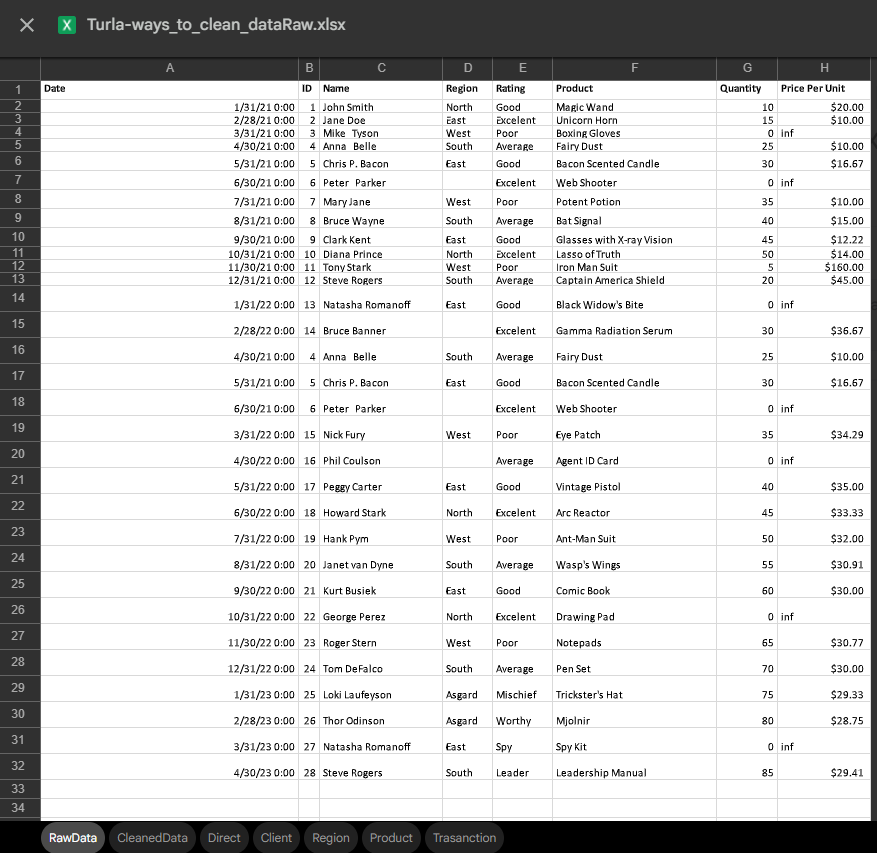 Turla-ways_to_clean_dataRaw.xlsx
A B C D E F G H
1 Date ID Name Region Rating Product Quantity Price Per Unit
2 1/31/21 0:00 1 John Smith North Good Magic Wand 10 $20.00
3 2/28/21 0:00 2 Jane Doe East Excelent Unicorn Horn 15 $10.00
4 3/31/21 0:00 3 Mike Tyson West Poor Boxing Gloves 0 inf
5 4/30/21 0:00 4 Anna Belle South Average Fairy Dust 25 $10.00
6 5/31/21 0:00 5 Chris P. Bacon East Good Bacon Scented Candle 30 $16.67
7 6/30/21 0:00 6 Peter Parker Excelent Web Shooter 0 inf
8 7/31/21 0:00 7 Mary Jane West Poor Potent Potion 35 $10.00
9 8/31/21 0:00 8 Bruce Wayne South Average Bat Signal 40 $15.00
10 9/30/21 0:00 9 Clark Kent East Good Glasses with X-ray Vision 45 $12.22
11 10/31/21 0:00 10 Diana Prince North Excelent Lasso of Truth 50 $14.00
12 11/30/21 0:00 11 Tony Stark West Poor Iron Man Suit 5 $160.00
13 12/31/21 0:00 12 Steve Rogers South Average Captain America Shield 20 $45.00
14 1/31/22 0:00 13 Natasha Romanoff East Good Black Widow's Bite 0 inf
15 2/28/22 0:00 14 Bruce Banner Excelent Gamma Radiation Serum 30 $36.67
16 4/30/21 0:00 4 Anna Belle South Average Fairy Dust 25 $10.00
17 5/31/21 0:00 5 Chris P. Bacon East Good Bacon Scented Candle 30 $16.67
18 6/30/21 0:00 6 Peter Parker Excelent Web Shooter 0 inf
19 3/31/22 0:00 15 Nick Fury West Poor Eye Patch 35 $34.29
20 4/30/22 0:00 16 Phil Coulson Average Agent ID Card 0 inf
21 5/31/22 0:00 17 Peggy Carter East Good Vintage Pistol 40 $35.00
22 6/30/22 0:00 18 Howard Stark North Excelent Arc Reactor 45 $33.33
23 7/31/22 0:00 19 Hank Pym West Poor Ant-Man Suit 50 $32.00
24 8/31/22 0:00 20 Janet van Dyne South Average Wasp's Wings 55 $30.91
25 9/30/22 0:00 21 Kurt Busiek East Good Comic Book 60 $30.00
26 10/31/22 0:00 22 George Perez North Excelent Drawing Pad 0 inf
27 11/30/22 0:00 23 Roger Stern West Poor Notepads 65 $30.77
28 12/31/22 0:00 24 Tom DeFalco South Average Pen Set 70 $30.00
29 1/31/23 0:00 25 Loki Laufeyson Asgard Mischief Trickster's Hat 75 $29.33
30 2/28/23 0:00 26 Thor Odinson Asgard Worthy Mjolnir 80 $28.75
31 3/31/23 0:00 27 Natasha Romanoff East Spy Spy Kit 0 inf
32 4/30/23 0:00 28 Steve Rogers South Leader Leadership Manual 85 $29.41
33
34
RawData CleanedData Direct Client Region Product Trasanction